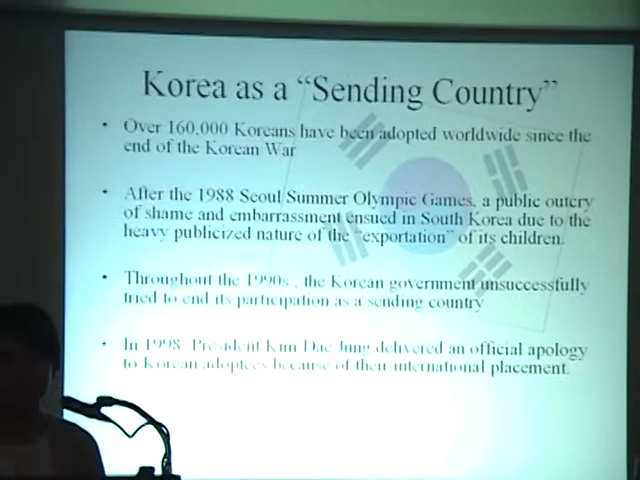 Korea as a “Sending Country”
• Over 160,000 Koreans have been adopted worldwide since the
end of the Korean War
• After the 1988 Seoul Summer Olympic Games, a public outcry
of shame and embarrassment ensued in South Korea due to the
heavy publicized nature of the “exportation” of its children.
• Throughout the 1990s , the Korean government unsuccessfully
tried to end its participation as a sending country
• In 1998, President Kim Dae Jung delivered an official apology
to Korean adoptees because of their international placement.